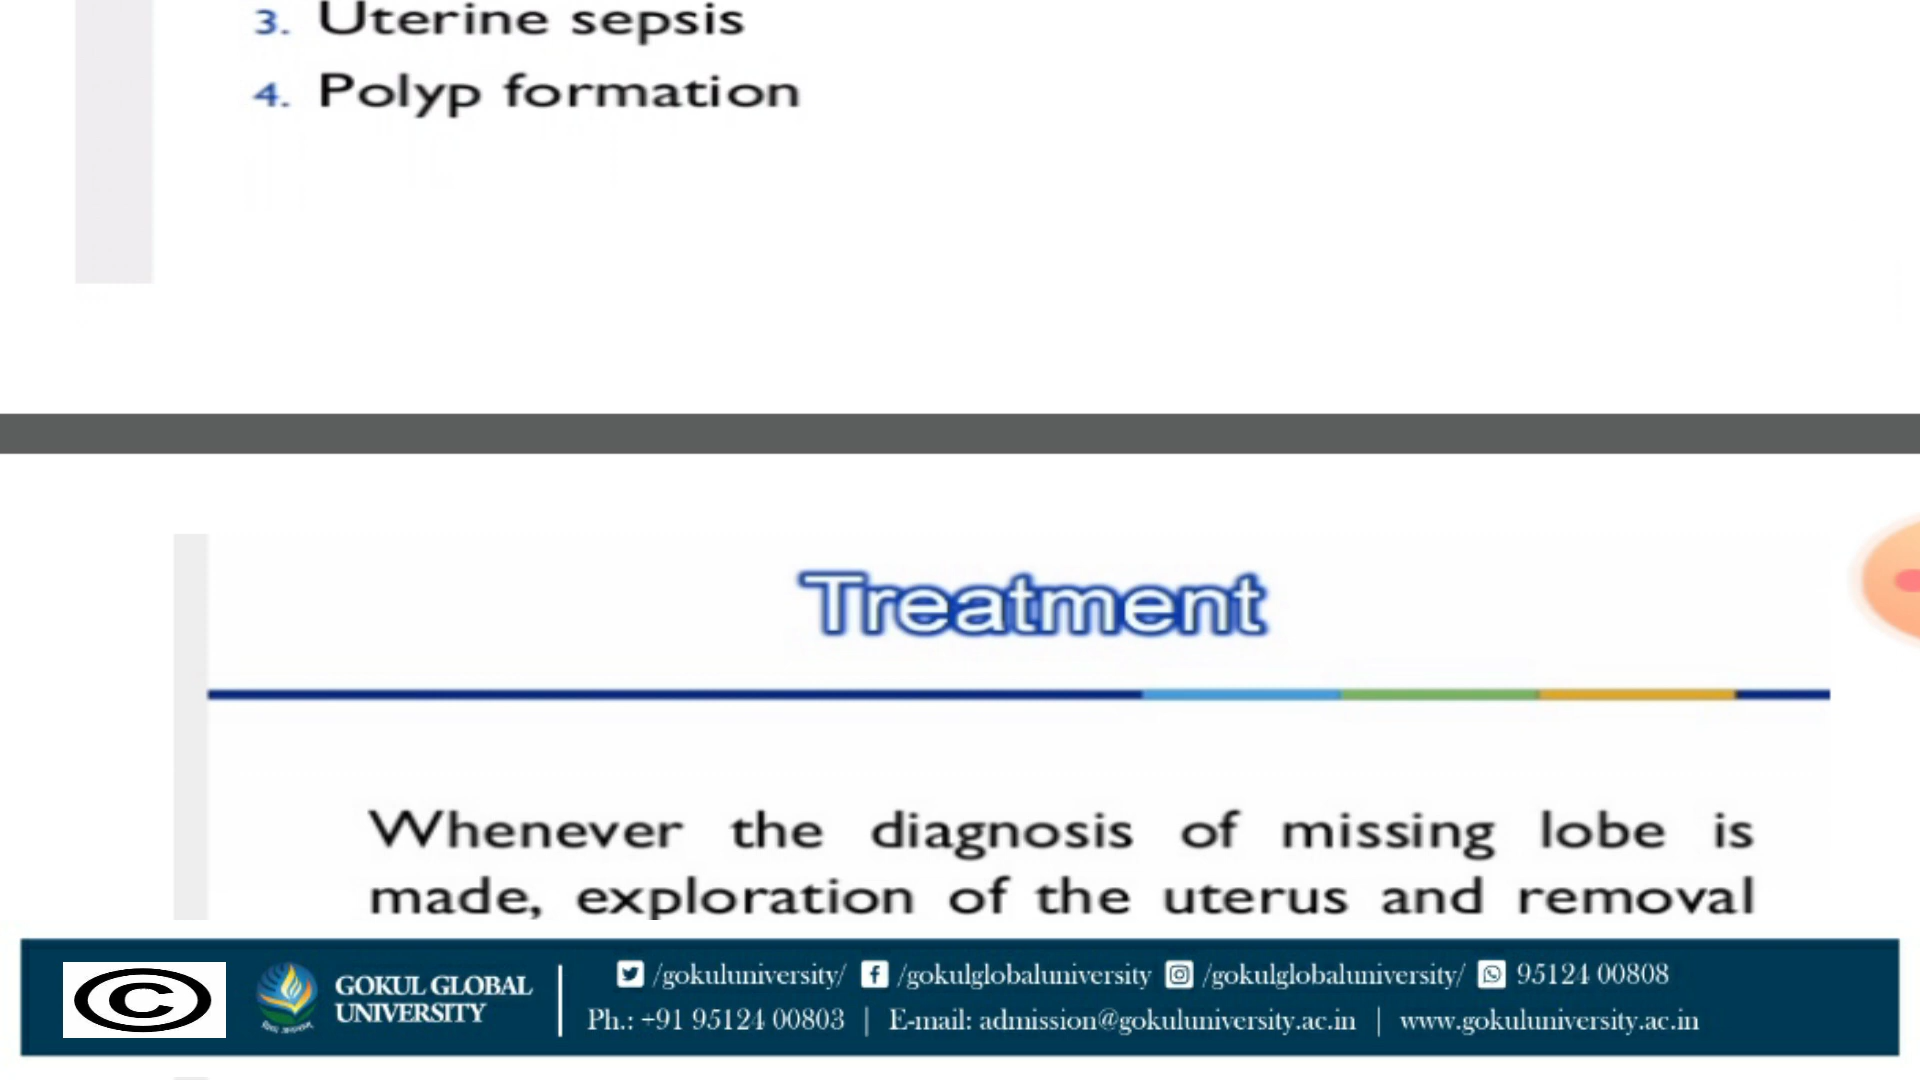 3. Uterine sepsis
4. Polyp formation
Treatment
Whenever the diagnosis of missing lobe is
made, exploration of the uterus and removal
©
GOKUL GLOBAL
UNIVERSITY
/gokuluniversity/ /gokulglobaluniversity /gokulglobaluniversity/ 95124 00808
Ph.: +91 95124 00803 | E-mail: admission@gokuluniversity.ac.in | www.gokuluniversity.ac.in